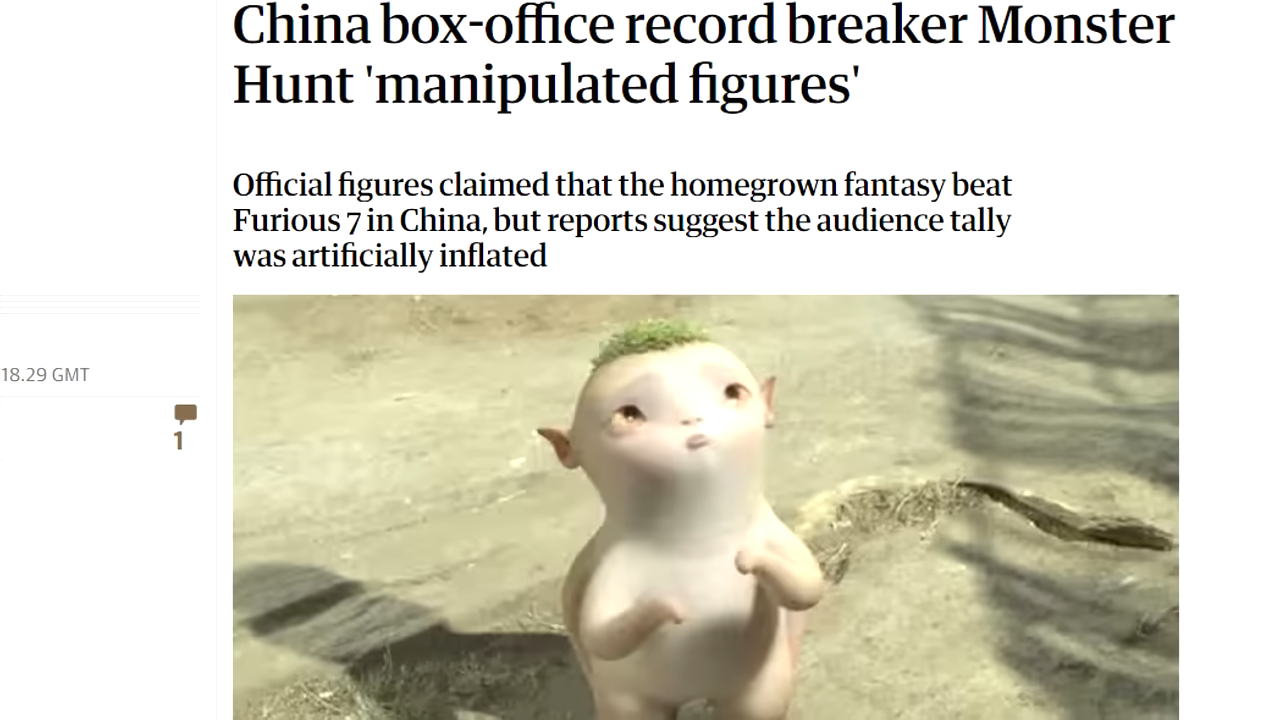 China box-office record breaker Monster
Hunt 'manipulated figures'
Official figures claimed that the homegrown fantasy beat
Furious 7 in China, but reports suggest the audience tally
was artificially inflated
18.29 GMT
1